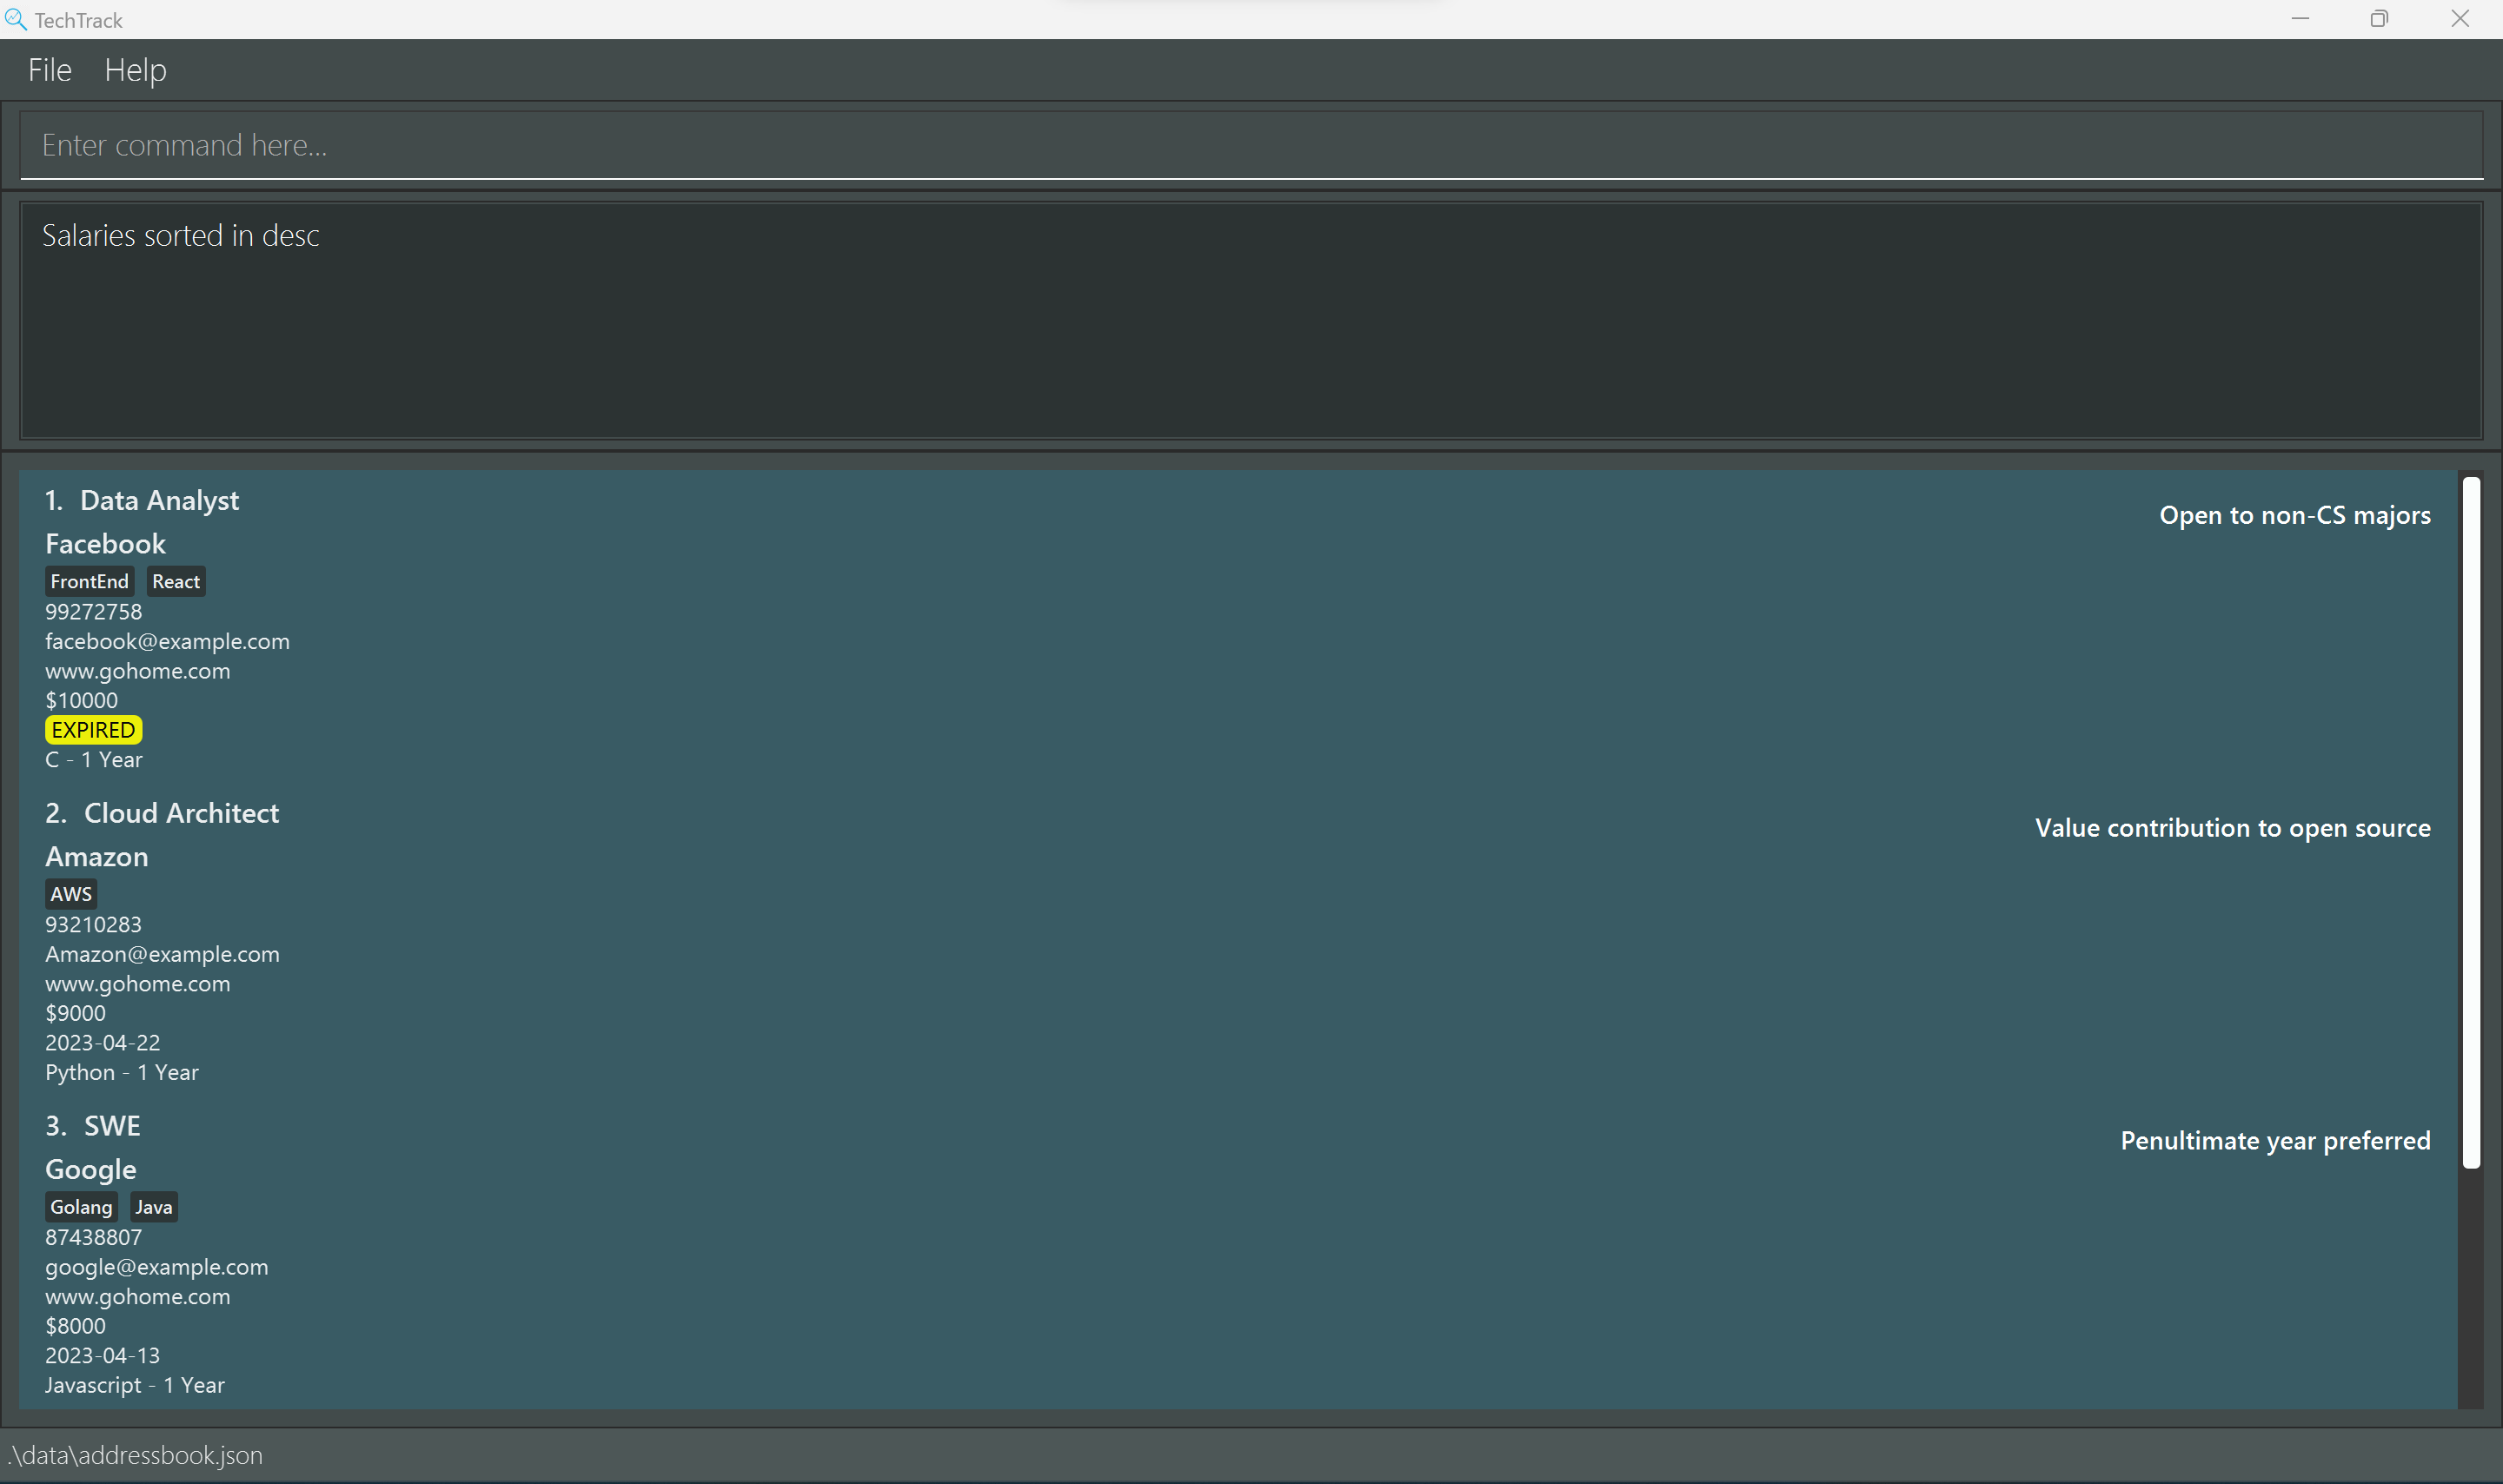 TechTrack
File Help
Enter command here...
Salaries sorted in desc
1. Data Analyst
Open to non-CS majors
Facebook
FrontEnd React
99272758
facebook@example.com
www.gohome.com
$10000
EXPIRED
C - 1 Year
2. Cloud Architect
Value contribution to open source
Amazon
AWS
93210283
Amazon@example.com
www.gohome.com
$9000
2023-04-22
Python - 1 Year
3. SWE
Penultimate year preferred
Google
Golang Java
87438807
google@example.com
www.gohome.com
$8000
2023-04-13
Javascript - 1 Year
.\data\addressbook.json